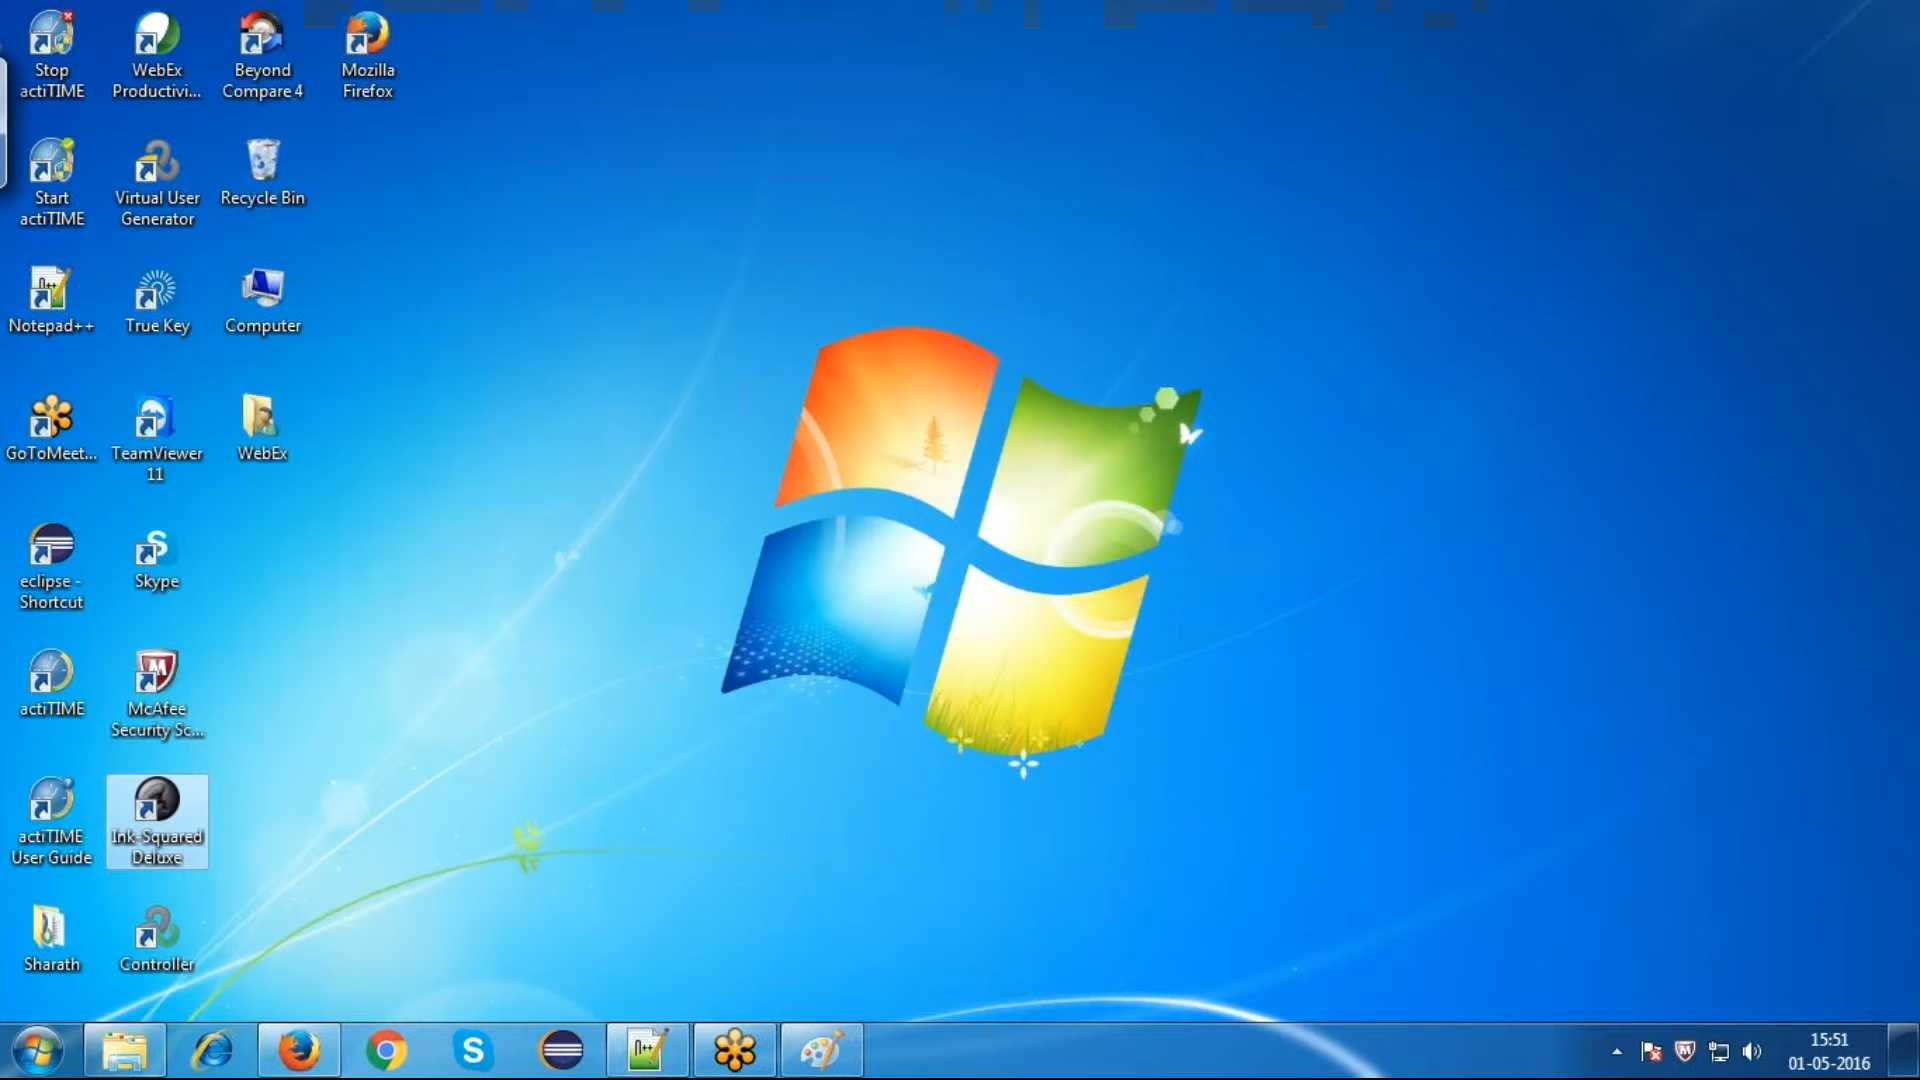 Stop
actiTIME
WebEx
Productivi...
Beyond
Compare 4
Mozilla
Firefox
Start
actiTIME
Virtual User
Generator
Recycle Bin
Notepad++
True Key
Computer
GoToMeet...
TeamViewer
11
WebEx
eclipse -
Shortcut
Skype
actiTIME
McAfee
Security Sc...
actiTIME
User Guide
Ink-Squared
Deluxe
Sharath
Controller
15:51
01-05-2016